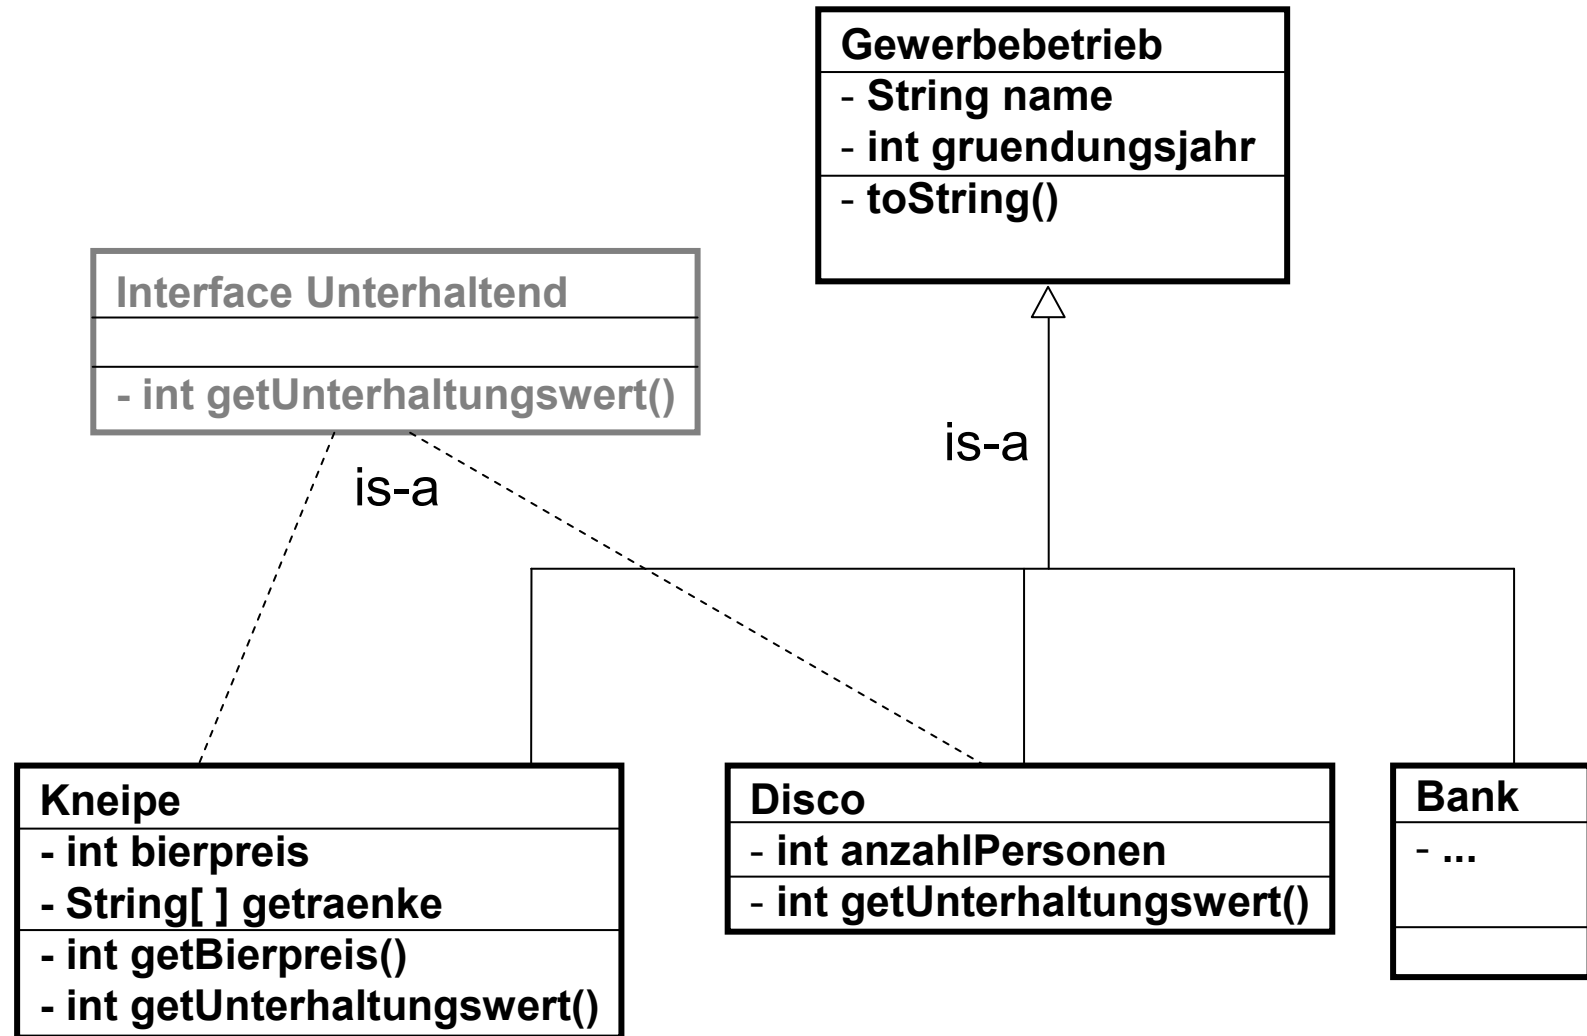 Gewerbebetrieb
- String name
- int gruendungsjahr
- toString()
Interface Unterhaltend
- int getUnterhaltungswert()
is-a
is-a
Kneipe
- int bierpreis
- String[ ] getraenke
- int getBierpreis()
- int getUnterhaltungswert()
Disco
- int anzahlPersonen
- int getUnterhaltungswert()
Bank
- ...